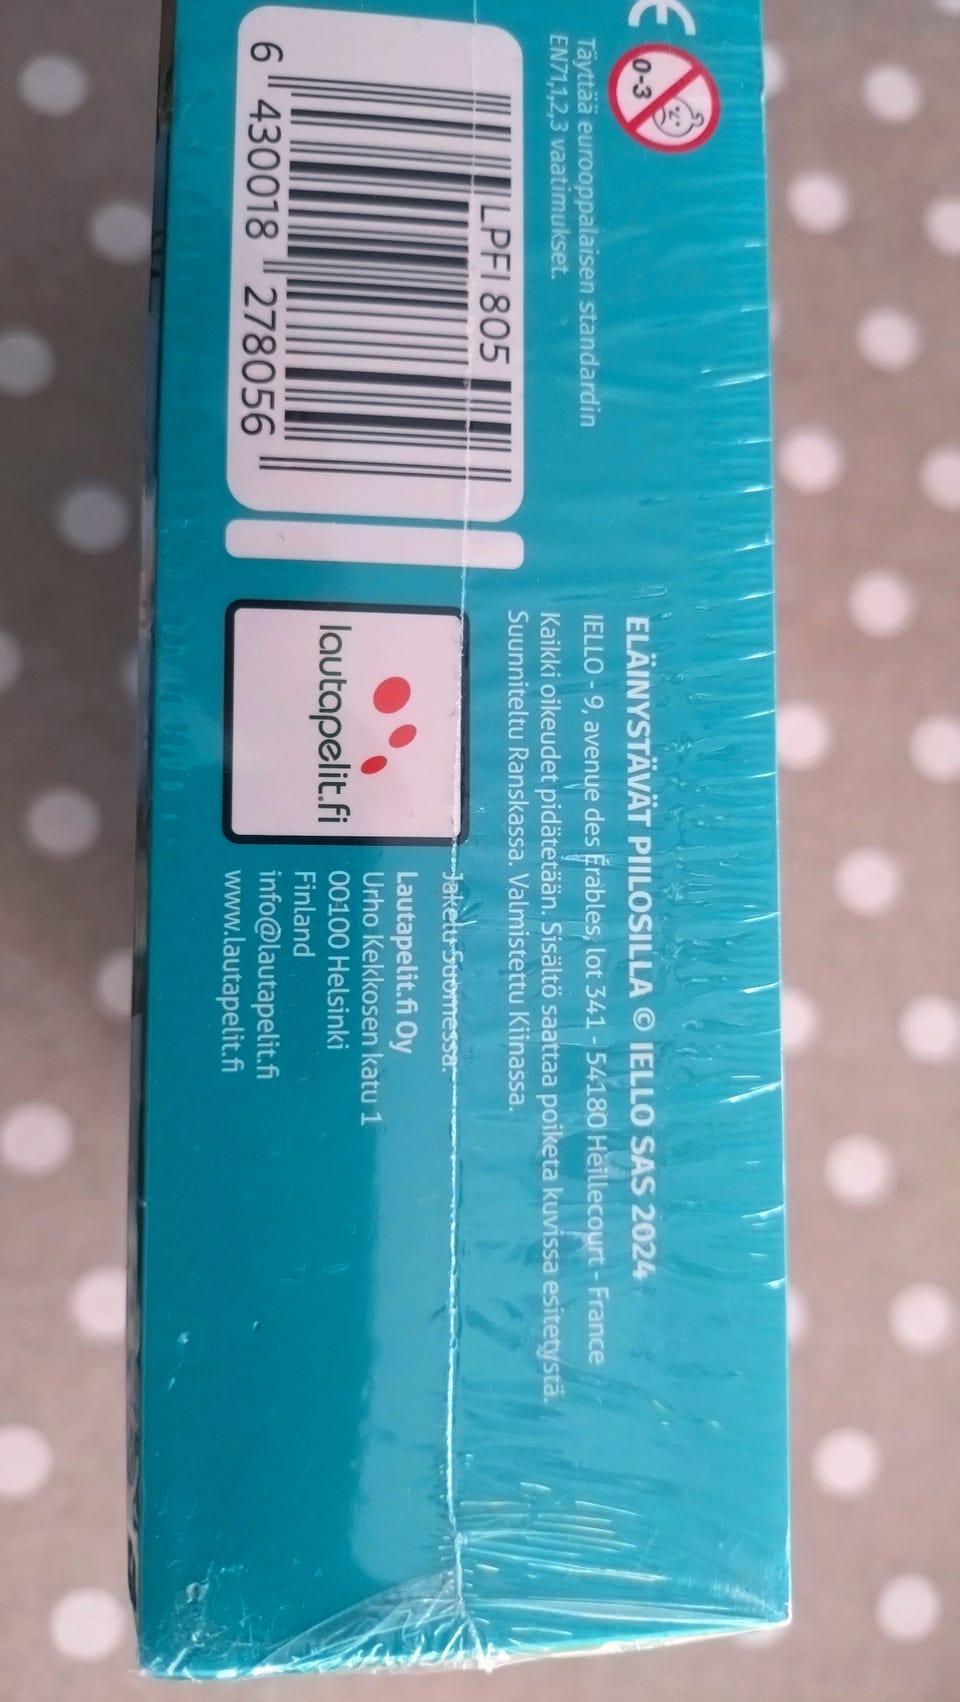 CE
0-3
Täyttää eurooppalaisen standardin
EN71,1,2,3 vaatimukset.
LPFI 805
6 430018 278056
ELÄINYSTÄVÄT PIILOSILLA © IELLO SAS 2024
IELLO - 9, avenue des Érables, lot 341 - 54180 Heillecourt - France
Kaikki oikeudet pidätetään. Sisältö saattaa poiketa kuvissa esitetystä.
Suunniteltu Ranskassa. Valmistettu Kiinassa.
lautapelit.fi
Jakelu Suomessa:
Lautapelit.fi Oy
Urho Kekkosen katu 1
00100 Helsinki
Finland
info@lautapelit.fi
www.lautapelit.fi